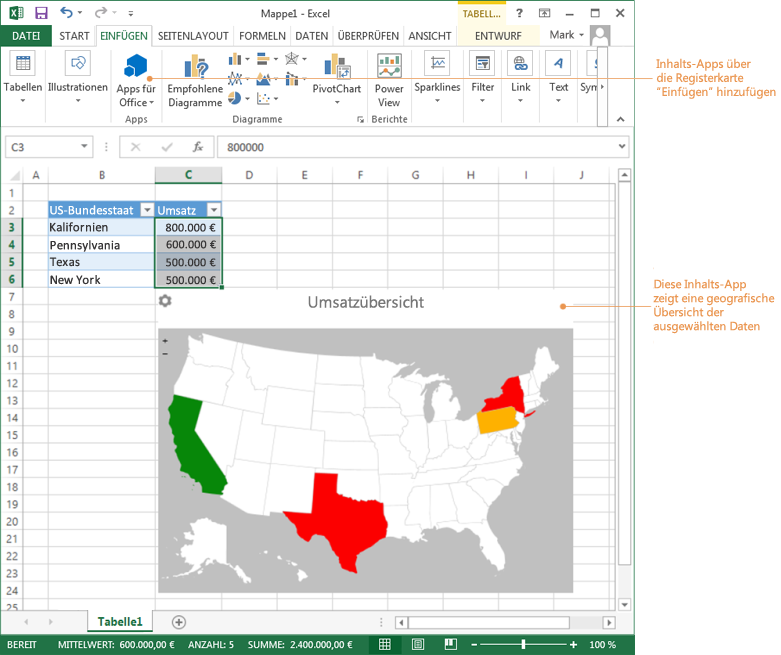 Mappe1 - Excel
TABELL... ?
DATEI START EINFÜGEN SEITENLAYOUT FORMELN DATEN ÜBERPRÜFEN ANSICHT ENTWURF Mark
Tabellen
Illustrationen
Apps für
Office
Empfohlene
Diagramme
PivotChart
Power
View
Sparklines
Filter
Link
Text
Sym
Apps
Diagramme
Berichte
Inhalts-Apps über
die Registerkarte
"Einfügen" hinzufügen
C3 fx 800000
A B C D E F G H I J
1
2 US-Bundesstaat Umsatz
3 Kalifornien 800.000 €
4 Pennsylvania 600.000 €
5 Texas 500.000 €
6 New York 500.000 €
7 Umsatzübersicht
8
9
10
11
12
13
14
15
16
17
18
19
20
21
22
23
24
25
+
−
Diese Inhalts-App
zeigt eine geografische
Übersicht der
ausgewählten Daten
Tabelle1
BEREIT MITTELWERT: 600.000,00 € ANZAHL: 5 SUMME: 2.400.000,00 € − + 100 %